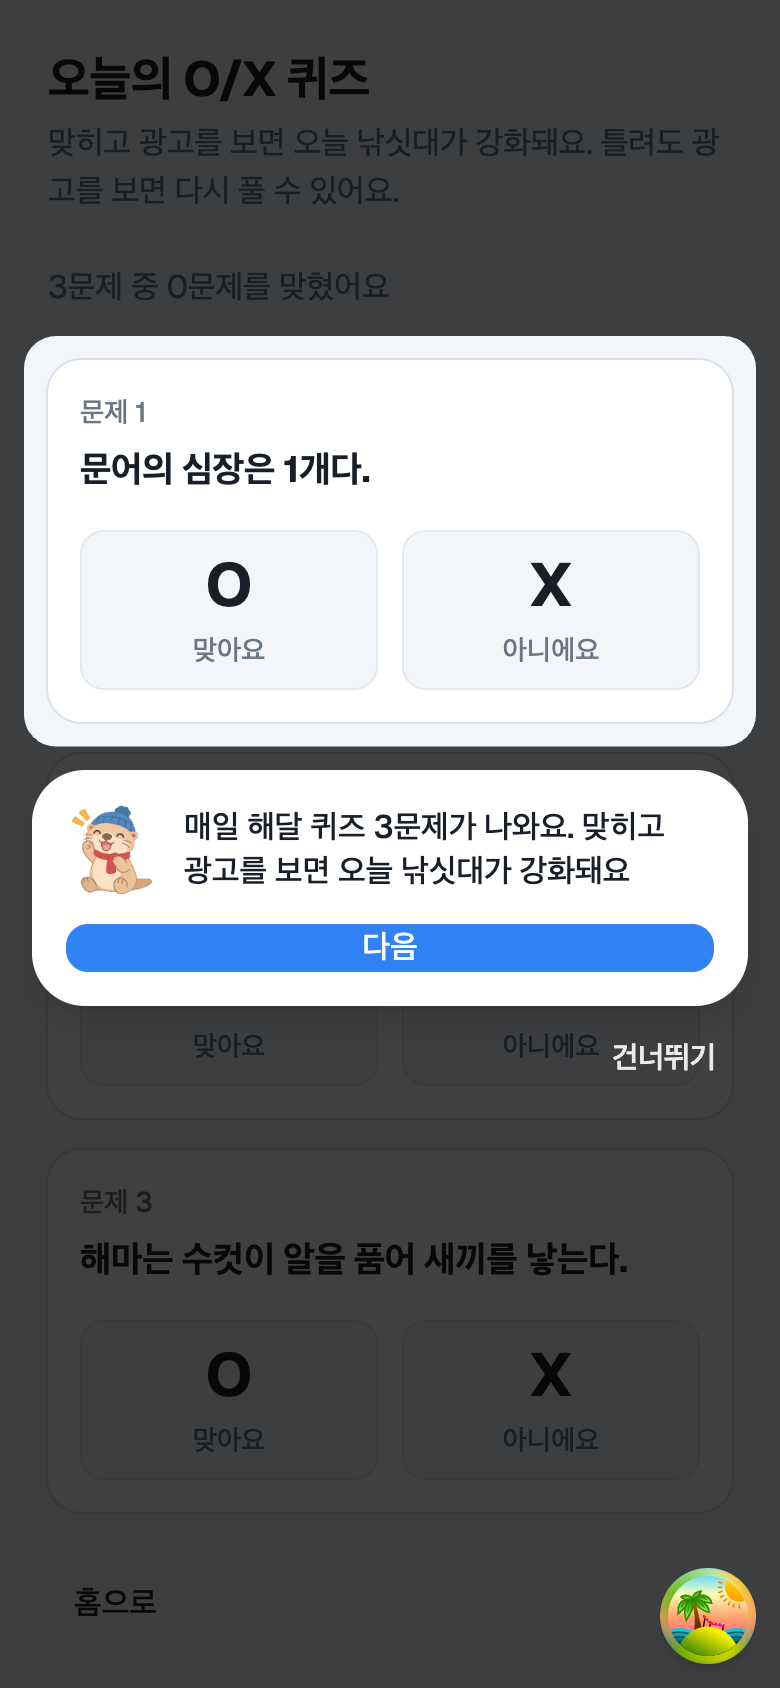 오늘의 O/X 퀴즈
맞히고 광고를 보면 오늘 낚싯대가 강화돼요. 틀려도 광
고를 보면 다시 풀 수 있어요.
3문제 중 0문제를 맞혔어요
문제 1
문어의 심장은 1개다.
O X
맞아요 아니에요
매일 해달 퀴즈 3문제가 나와요. 맞히고
광고를 보면 오늘 낚싯대가 강화돼요
다음
맞아요 아니에요
건너뛰기
문제 3
해마는 수컷이 알을 품어 새끼를 낳는다.
O X
맞아요 아니에요
홈으로